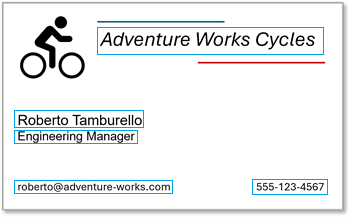 Adventure Works Cycles
Roberto Tamburello
Engineering Manager
roberto@adventure-works.com
555-123-4567